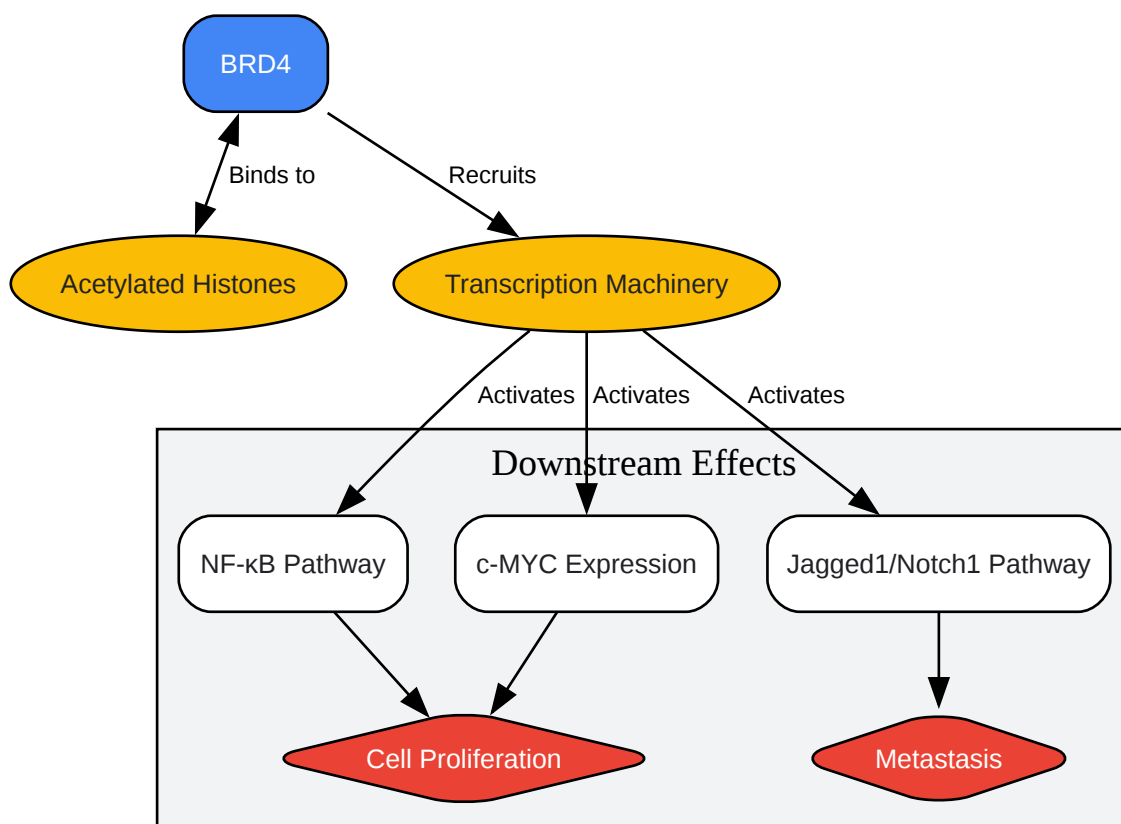 BRD4
Binds to
Recruits
Acetylated Histones
Transcription Machinery
Activates
Activates
Activates
Downstream Effects
NF-κB Pathway
c-MYC Expression
Jagged1/Notch1 Pathway
Cell Proliferation
Metastasis